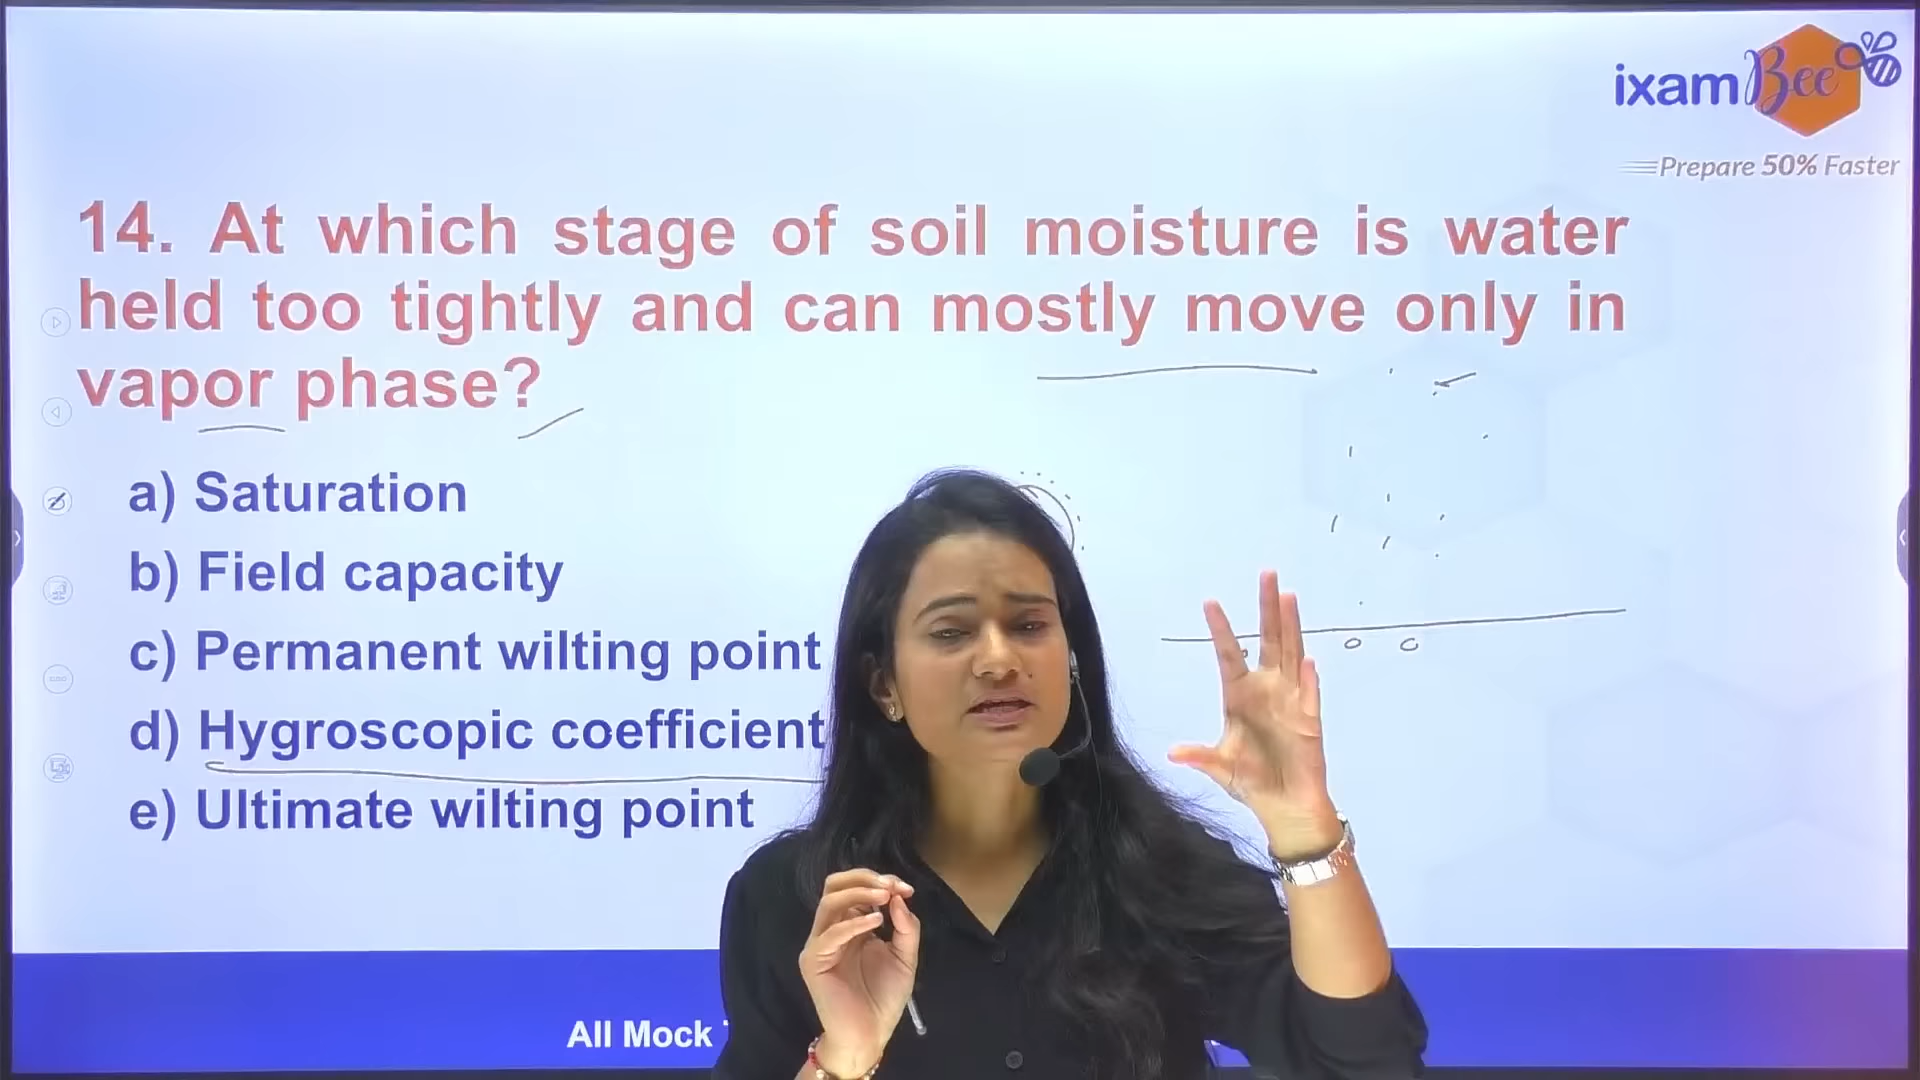 ixamBee
Prepare 50% Faster
14. At which stage of soil moisture is water
held too tightly and can mostly move only in
vapor phase?
a) Saturation
b) Field capacity
c) Permanent wilting point
d) Hygroscopic coefficient
e) Ultimate wilting point
All Mock